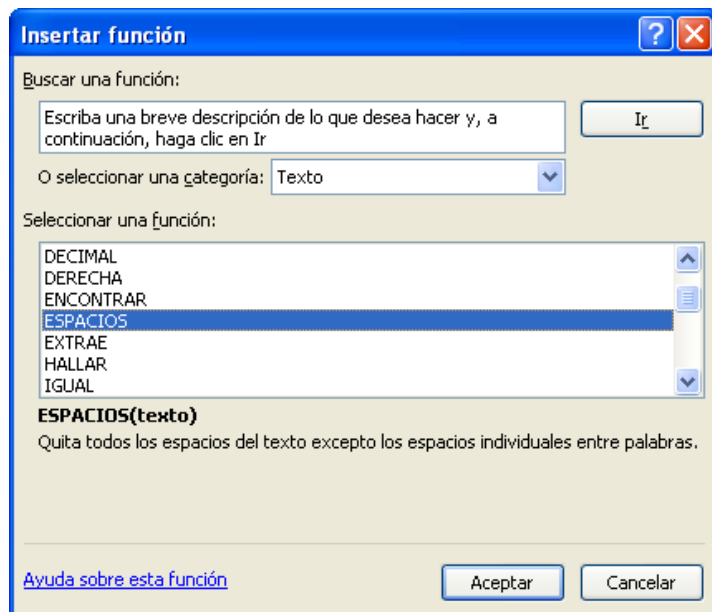 Insertar función
Buscar una función:
Escriba una breve descripción de lo que desea hacer y, a
continuación, haga clic en Ir
Ir
O seleccionar una categoría: Texto
Seleccionar una función:
DECIMAL
DERECHA
ENCONTRAR
ESPACIOS
EXTRAE
HALLAR
IGUAL
ESPACIOS(texto)
Quita todos los espacios del texto excepto los espacios individuales entre palabras.
Ayuda sobre esta función
Aceptar
Cancelar